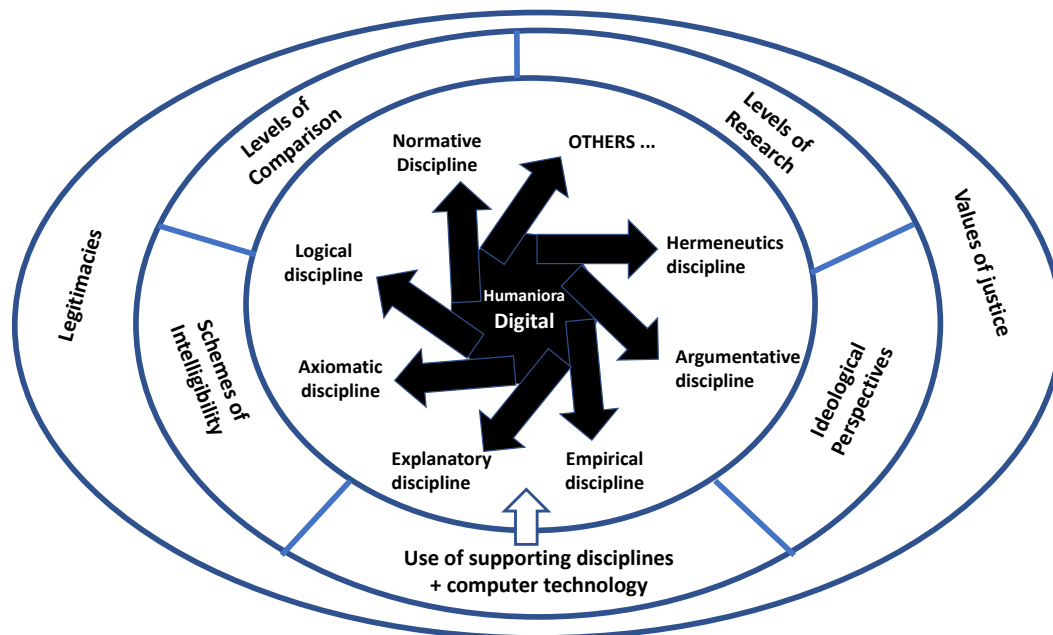 Levels of
Comparison
Levels of
Research
Normative
Discipline
OTHERS ...
Legitimacies
Values of justice
Logical
discipline
Hermeneutics
discipline
Humaniora
Digital
Schemes of
Intelligibility
Axiomatic
discipline
Argumentative
discipline
Ideological
Perspectives
Explanatory
discipline
Empirical
discipline
Use of supporting disciplines
+ computer technology